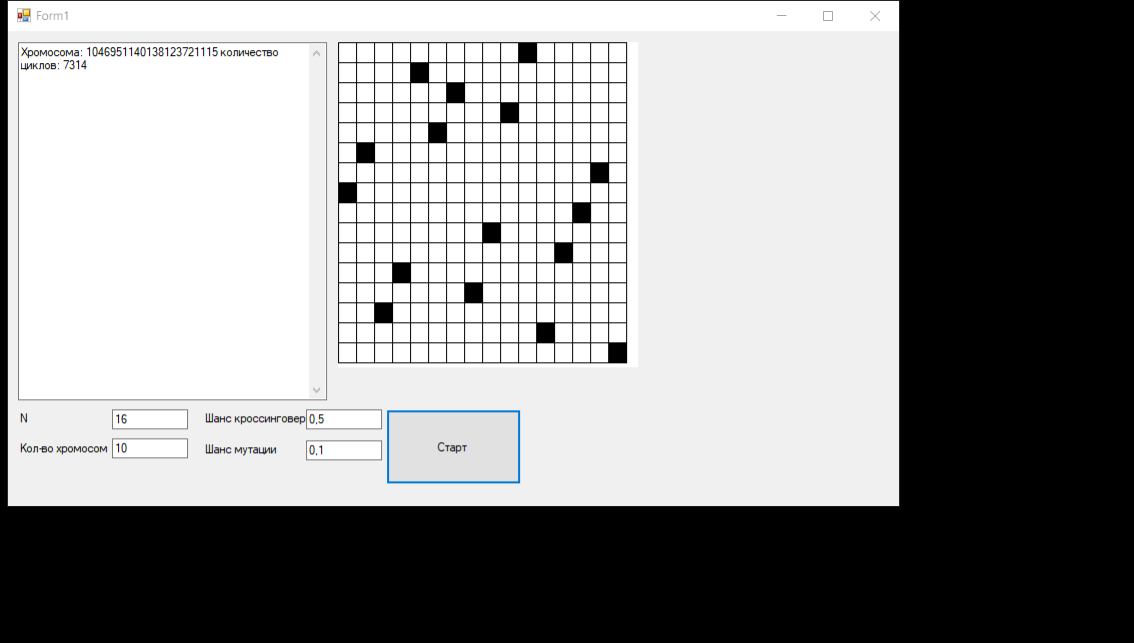 Form1
Хромосома: 1046951140138123721115 количество
циклов: 7314
N
16
Шанс кроссинговер
0,5
Кол-во хромосом
10
Шанс мутации
0,1
Старт